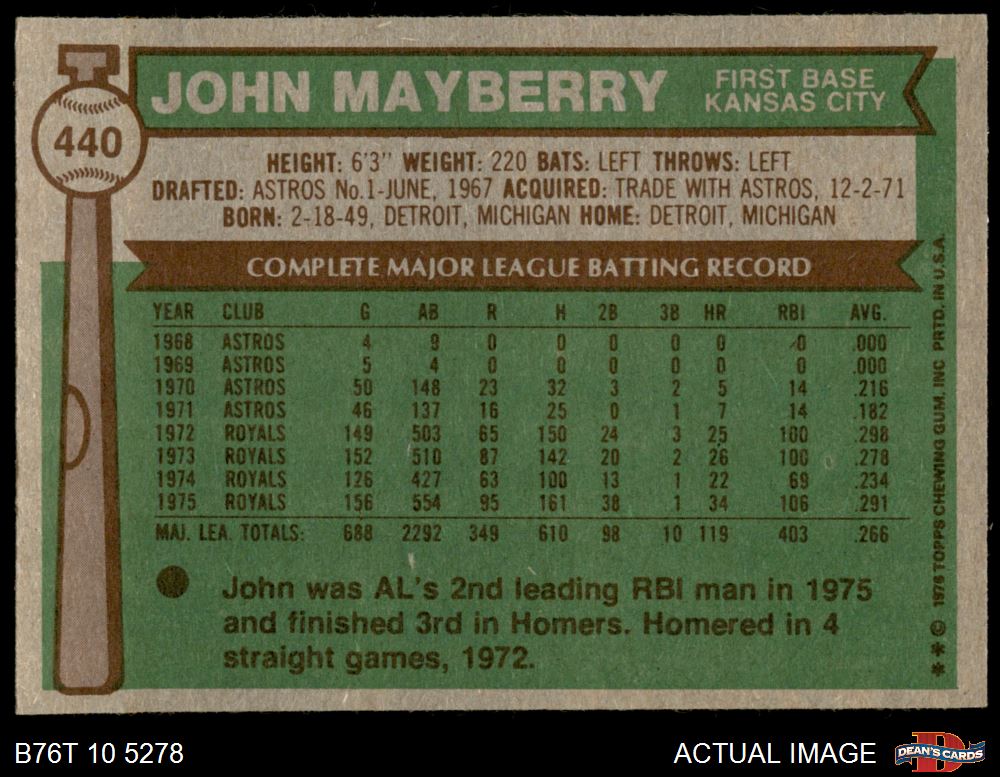 440
JOHN MAYBERRY
FIRST BASE
KANSAS CITY
HEIGHT: 6'3" WEIGHT: 220 BATS: LEFT THROWS: LEFT
DRAFTED: ASTROS No.1-JUNE, 1967 ACQUIRED: TRADE WITH ASTROS, 12-2-71
BORN: 2-18-49, DETROIT, MICHIGAN HOME: DETROIT, MICHIGAN
COMPLETE MAJOR LEAGUE BATTING RECORD
YEAR CLUB G AB R H 2B 3B HR RBI AVG.
1968 ASTROS 4 9 0 0 0 0 0 0 .000
1969 ASTROS 5 4 0 0 0 0 0 0 .000
1970 ASTROS 50 148 23 32 3 2 5 14 .216
1971 ASTROS 46 137 16 25 0 1 7 14 .182
1972 ROYALS 149 503 65 150 24 3 25 100 .298
1973 ROYALS 152 510 87 142 20 2 26 100 .278
1974 ROYALS 126 427 63 100 13 1 22 69 .234
1975 ROYALS 156 554 95 161 38 1 34 106 .291
MAJ. LEA. TOTALS: 688 2292 349 610 98 10 119 403 .266
John was AL's 2nd leading RBI man in 1975
and finished 3rd in Homers. Homered in 4
straight games, 1972.
** © 1976 TOPPS CHEWING GUM, INC PRTD. IN U.S.A.
B76T 10 5278
ACTUAL IMAGE
D
DEAN'S CARDS